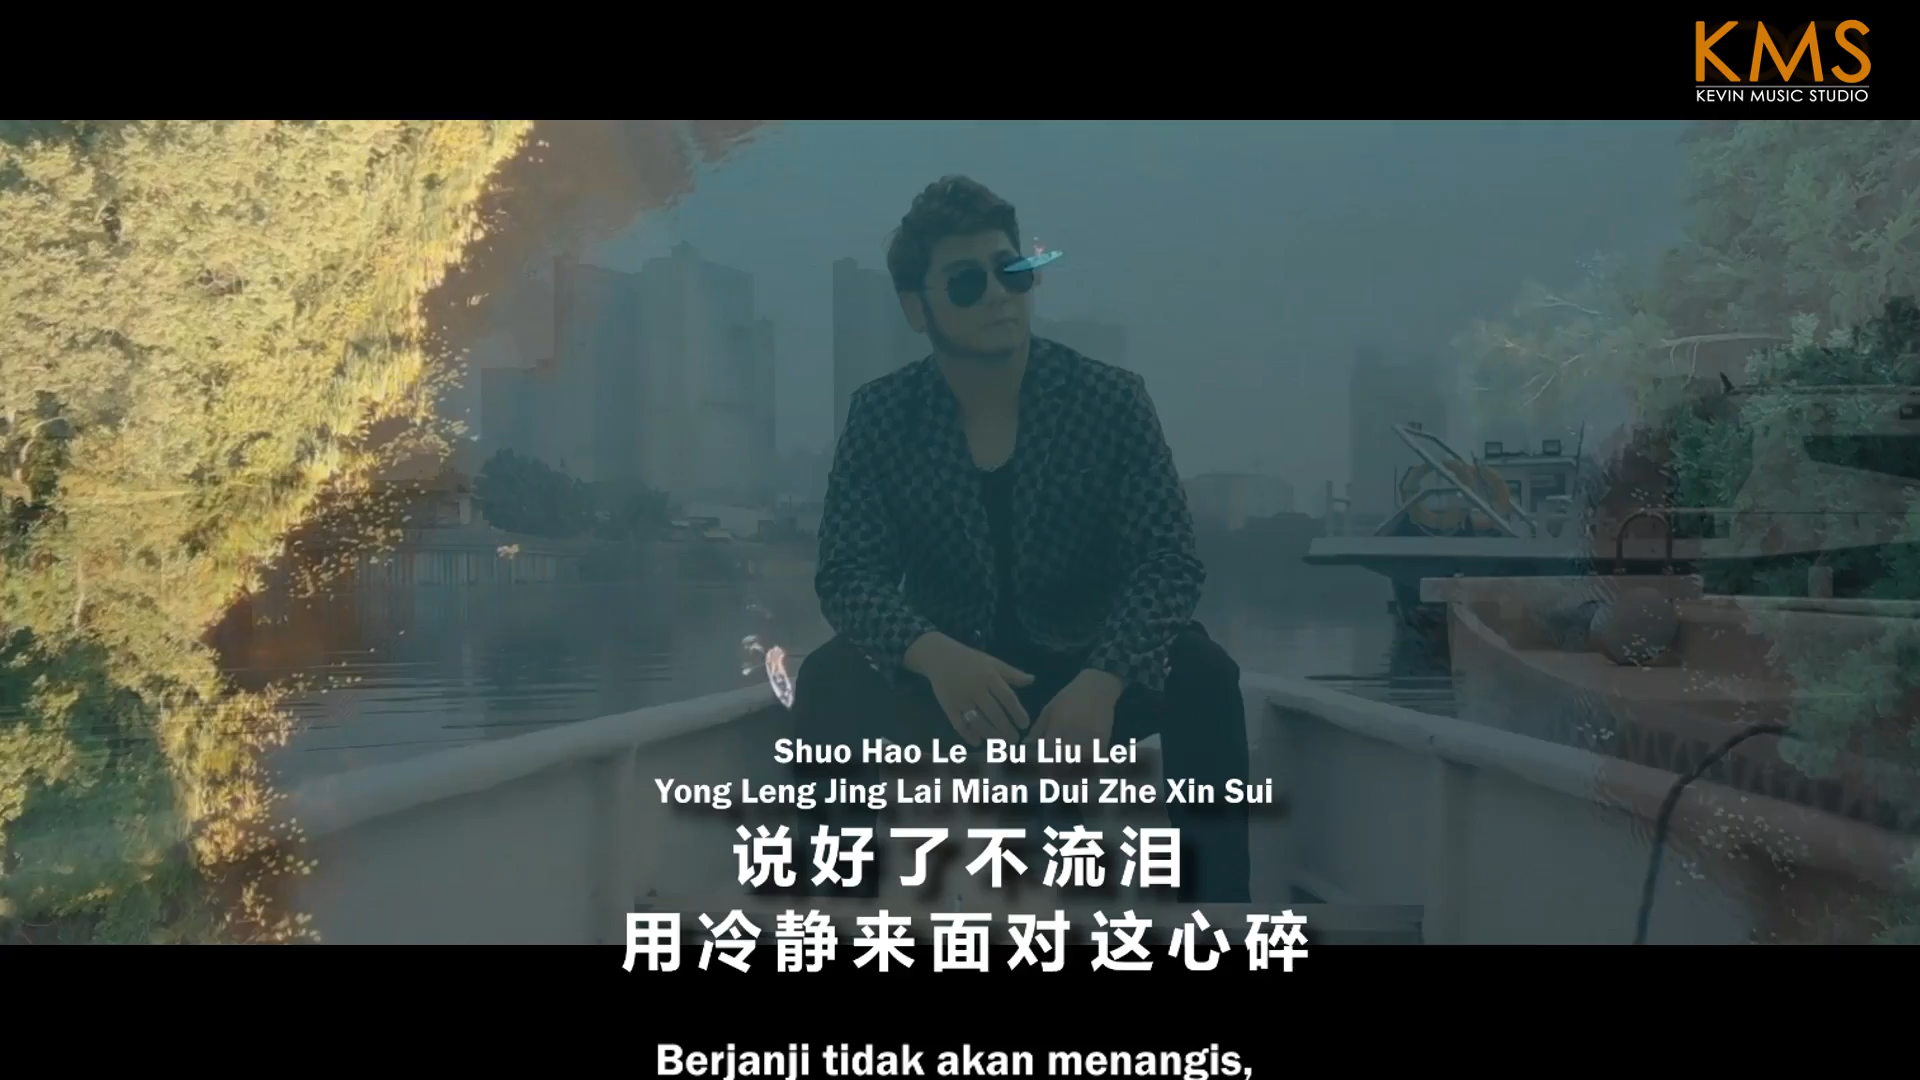 KMS
KEVIN MUSIC STUDIO
Shuo Hao Le  Bu Liu Lei
Yong Leng Jing Lai Mian Dui Zhe Xin Sui
说好了不流泪
用冷静来面对这心碎
Berjanji tidak akan menangis,